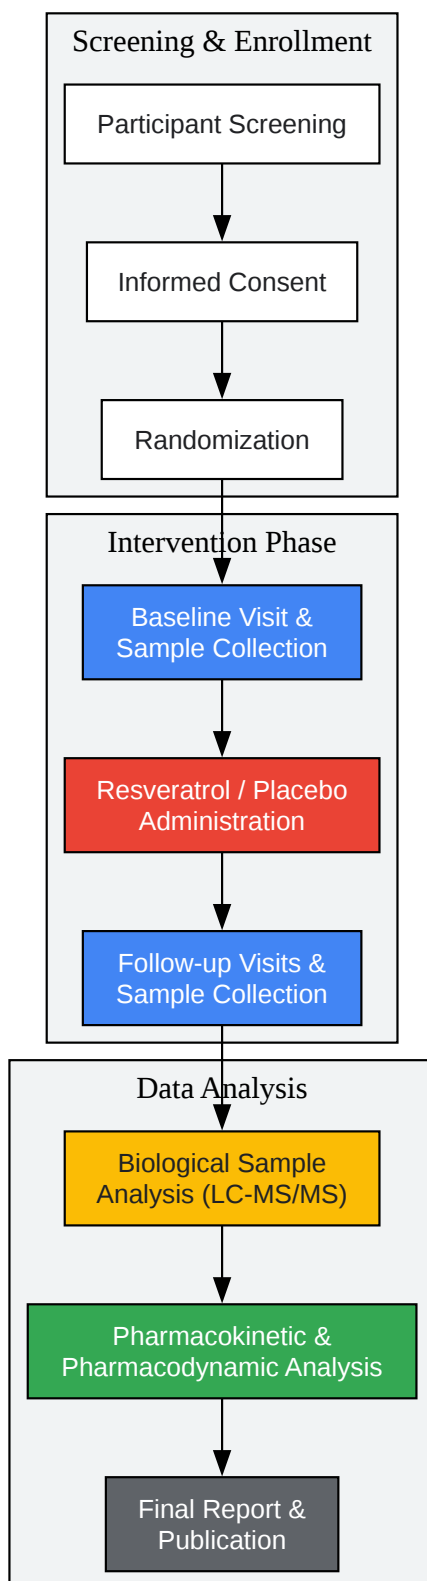 Screening & Enrollment
Participant Screening
Informed Consent
Randomization
Intervention Phase
Baseline Visit &
Sample Collection
Resveratrol / Placebo
Administration
Follow-up Visits &
Sample Collection
Data Analysis
Biological Sample
Analysis (LC-MS/MS)
Pharmacokinetic &
Pharmacodynamic Analysis
Final Report &
Publication